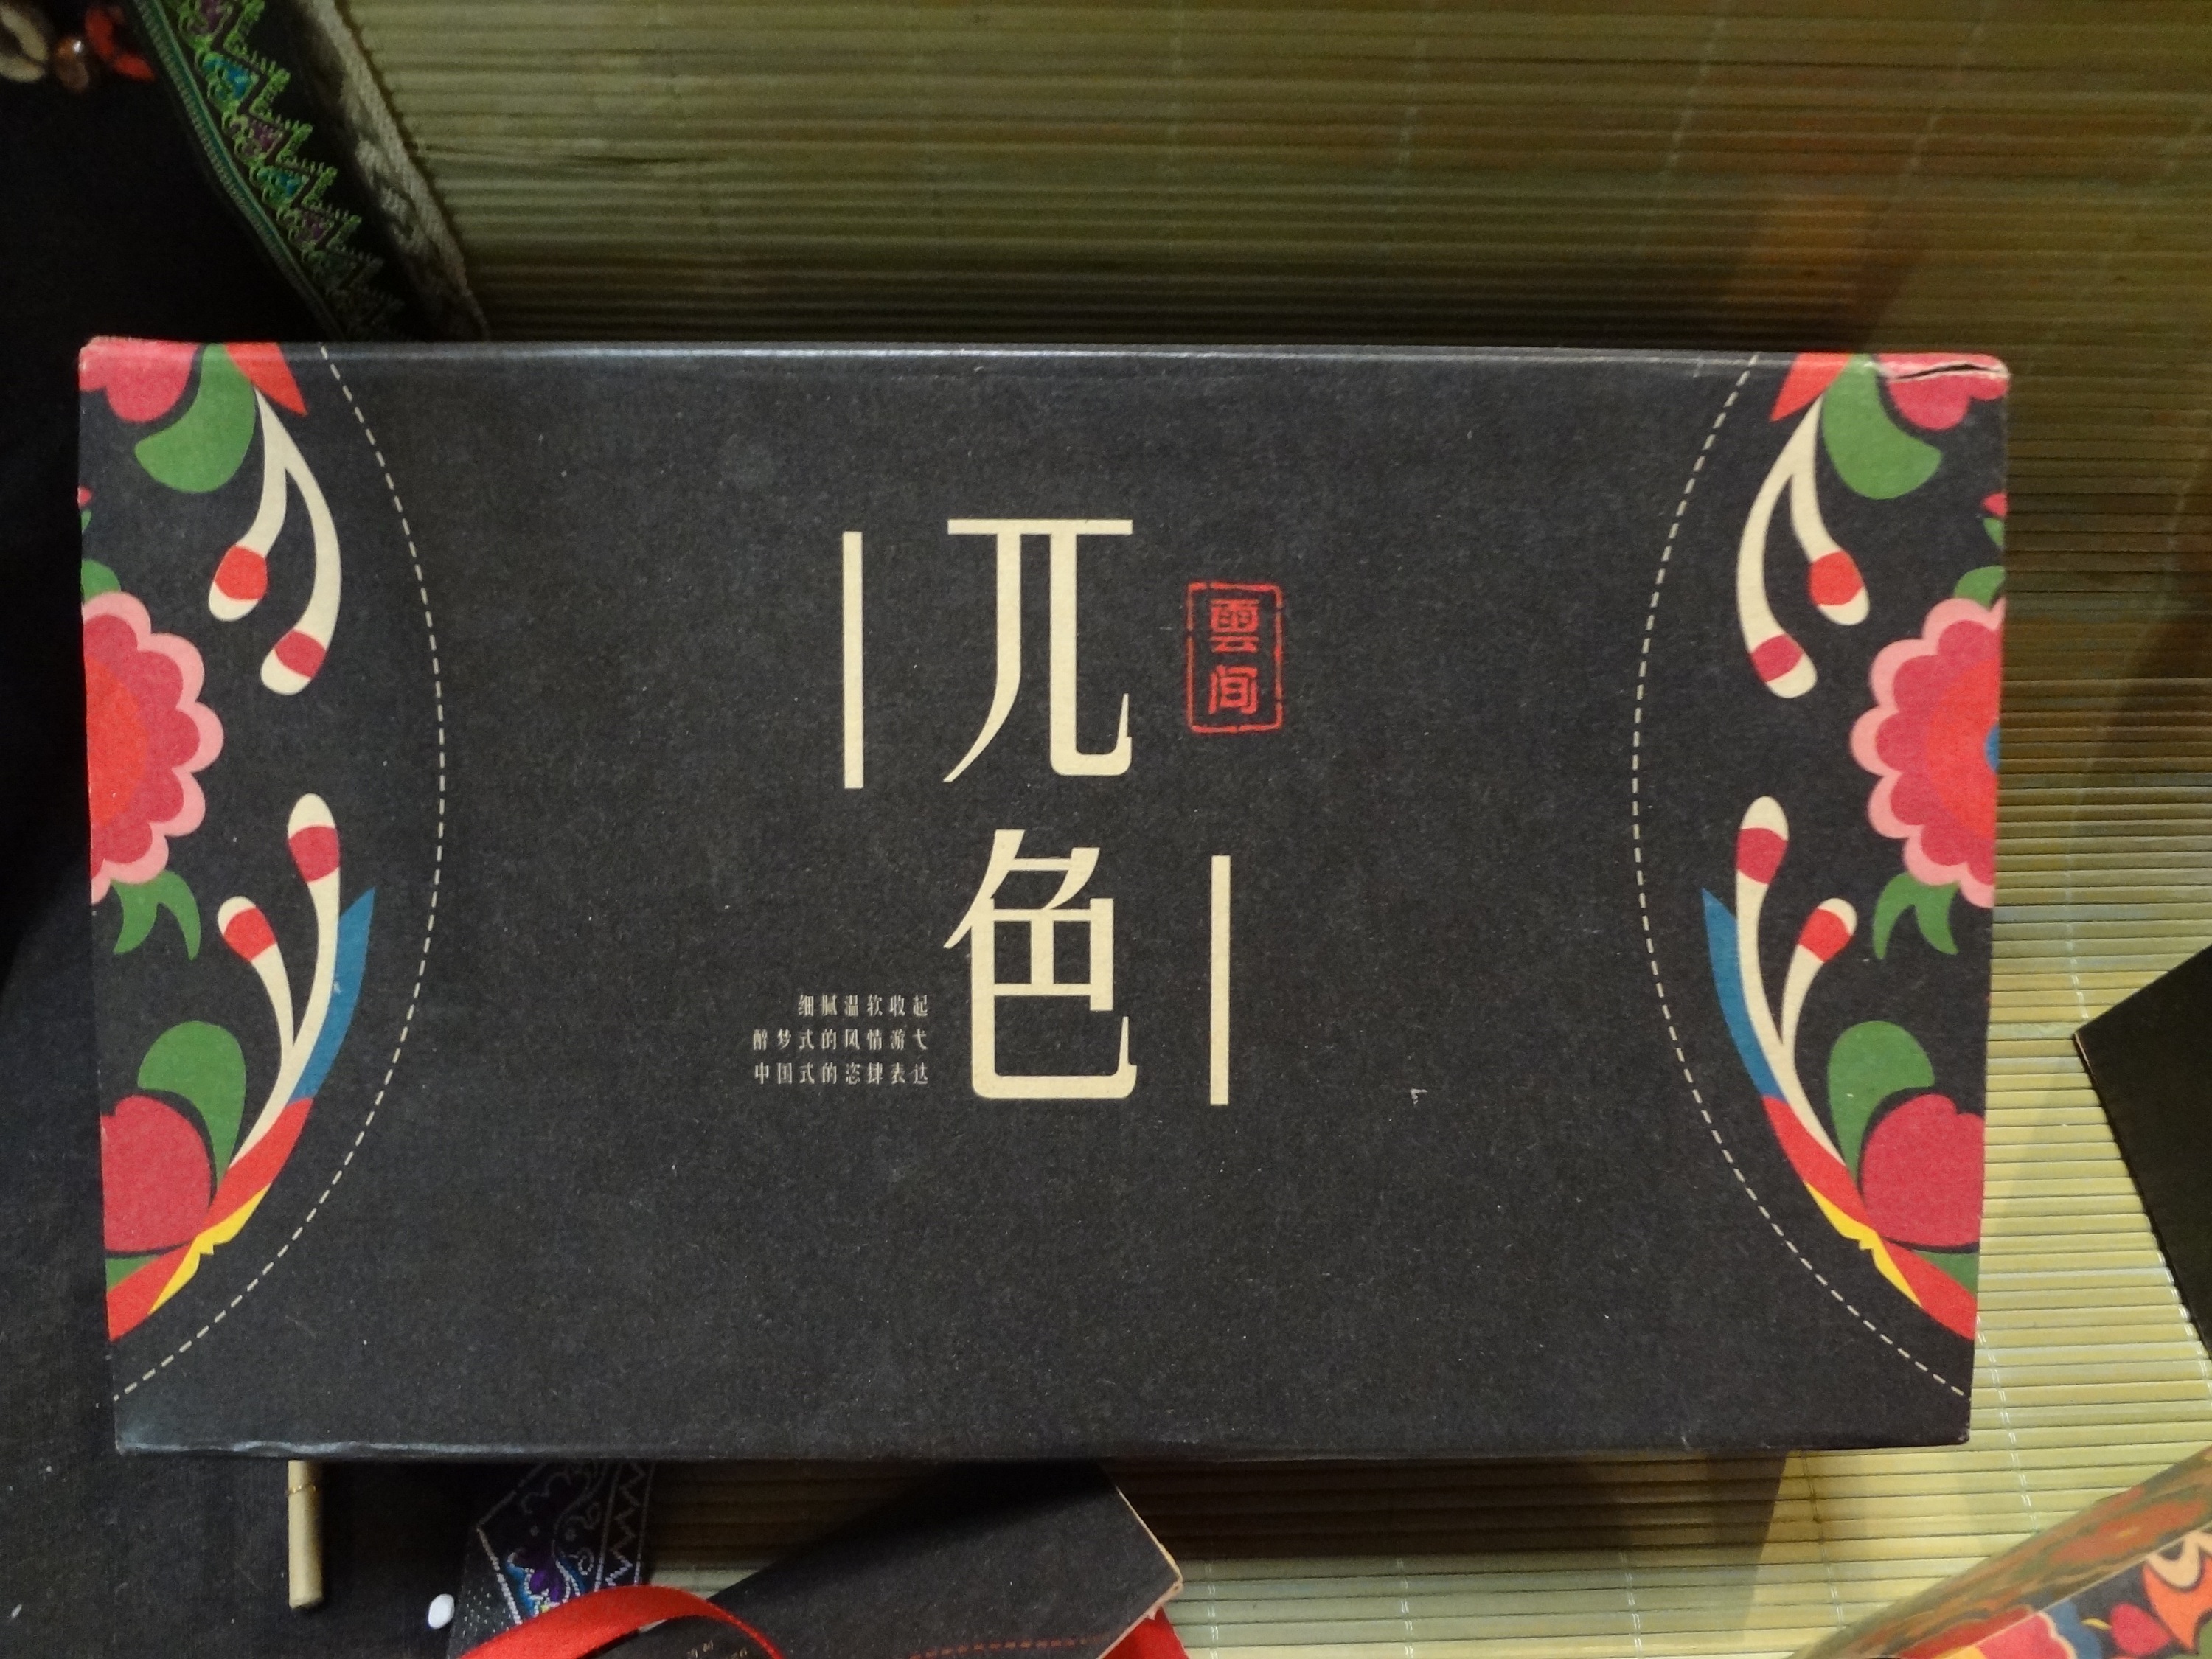 兀色
雲间
细腻温软收起
醉梦式的风情游弋
中国式的恣肆表达